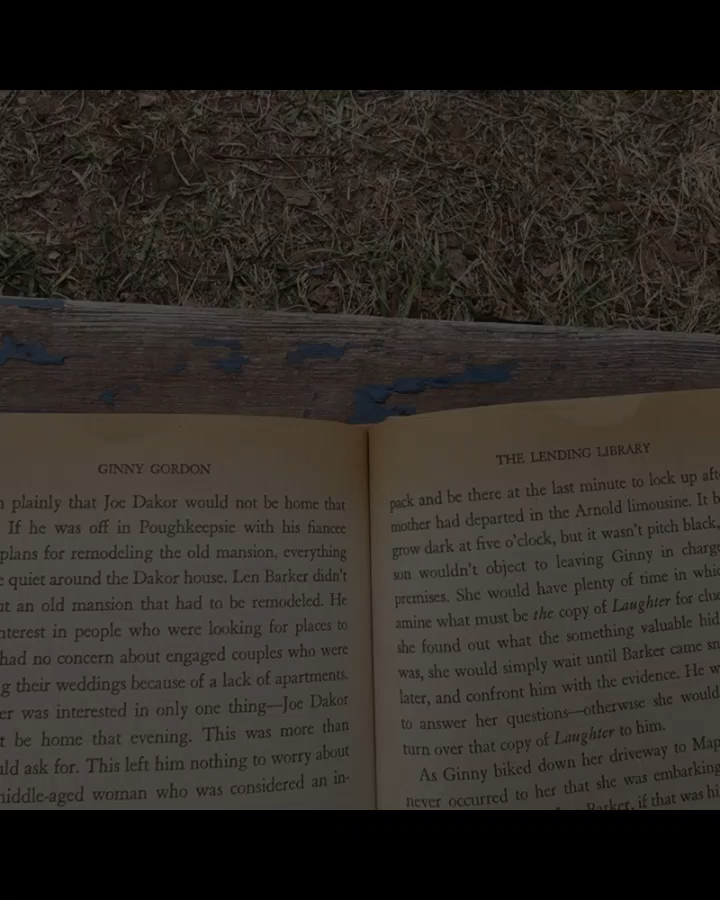 GINNY GORDON
plainly that Joe Dakor would not be home that
If he was off in Poughkeepsie with his fiancee
plans for remodeling the old mansion, everything
quiet around the Dakor house. Len Barker didn't
an old mansion that had to be remodeled. He
interest in people who were looking for places to
had no concern about engaged couples who were
their weddings because of a lack of apartments.
was interested in only one thing—Joe Dakor
be home that evening. This was more than
ask for. This left him nothing to worry about
middle-aged woman who was considered an in-
THE LENDING LIBRARY
pack and be there at the last minute to lock up
mother had departed in the Arnold limousine. It
grow dark at five o'clock, but it wasn't pitch black,
son wouldn't object to leaving Ginny in
premises. She would have plenty of time in
amine what must be the copy of Laughter for
she found out what the something valuable
was, she would simply wait until Barker came
later, and confront him with the evidence. He
to answer her questions—otherwise she would
turn over that copy of Laughter to him.
As Ginny biked down her driveway to
never occurred to her that she was embarking
Barker, if that was